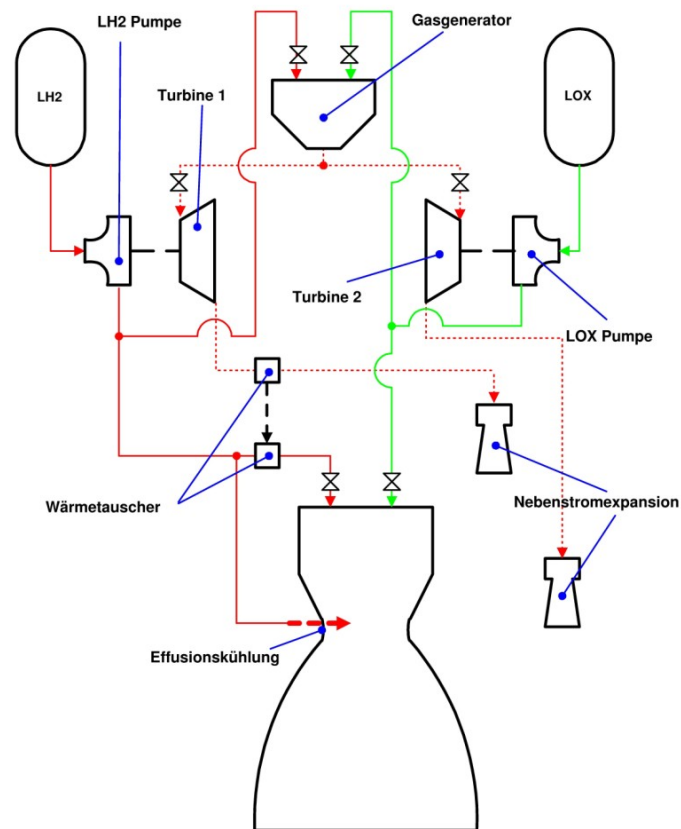 LH2 Pumpe
Gasgenerator
LH2
Turbine 1
LOX
Turbine 2
LOX Pumpe
Wärmetauscher
Nebenstromexpansion
Effusionskühlung